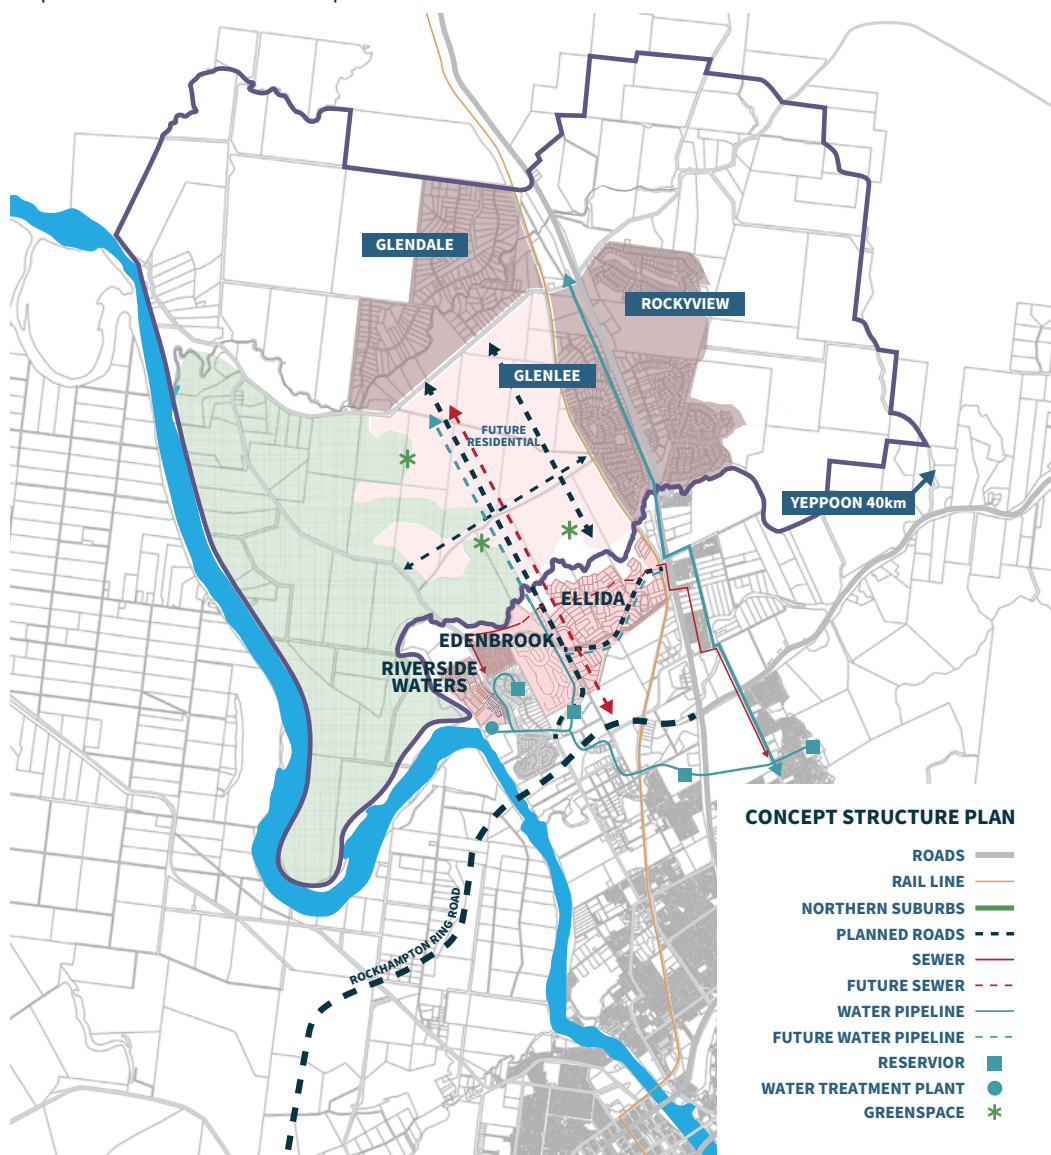 GLENDALE
ROCKYVIEW
GLENLEE
FUTURE
RESIDENTIAL
YEPPOON 40km
ELLIDA
EDENBROOK
RIVERSIDE
WATERS
ROCKHAMPTON RING ROAD
CONCEPT STRUCTURE PLAN
ROADS
RAIL LINE
NORTHERN SUBURBS
PLANNED ROADS
SEWER
FUTURE SEWER
WATER PIPELINE
FUTURE WATER PIPELINE
RESERVIOR
WATER TREATMENT PLANT
GREENSPACE